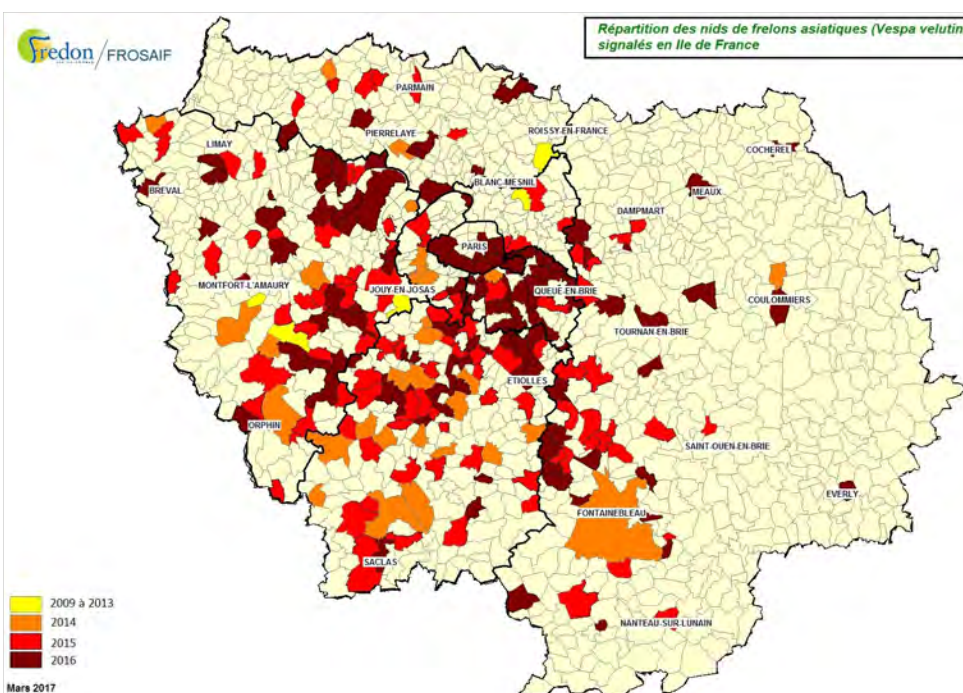 Fredon / FROSAIF
Répartition des nids de frelons asiatiques (Vespa velutin
signalés en Ile de France
PARMAIN
ROISSY-EN-FRANCE
PIERRELAYE
LIMAY
COCHEREL
BREVAL
BLANC-MESNIL
MEAUX
DAMPMART
PARIS
MONTFORT-L'AMAURY
JOUY-EN-JOSAS
QUEUE-EN-BRIE
COULOMMIERS
TOURNAN-EN-BRIE
ETIOLLES
ORPHIN
SAINT-OUEN-EN-BRIE
EVERLY
FONTAINEBLEAU
SACLAS
NANTEAU-SUR-LUNAIN
2009 à 2013
2014
2015
2016
Mars 2017